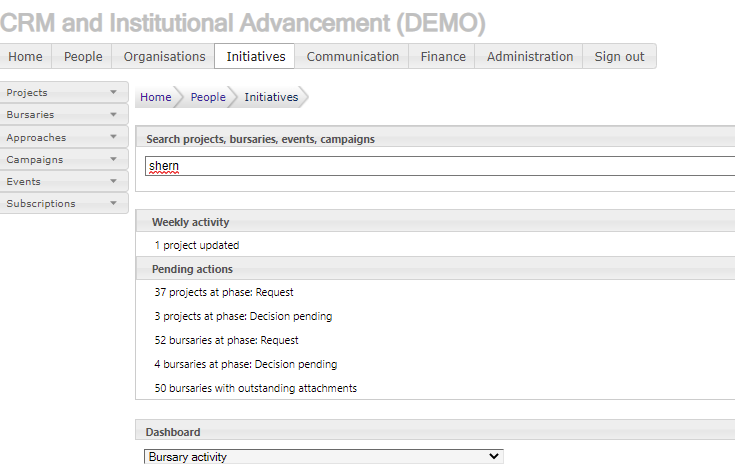 CRM and Institutional Advancement (DEMO)
Home People Organisations Initiatives Communication Finance Administration Sign out
Projects
Bursaries
Approaches
Campaigns
Events
Subscriptions
Home People Initiatives
Search projects, bursaries, events, campaigns
shern
Weekly activity
1 project updated
Pending actions
37 projects at phase: Request
3 projects at phase: Decision pending
52 bursaries at phase: Request
4 bursaries at phase: Decision pending
50 bursaries with outstanding attachments
Dashboard
Bursary activity